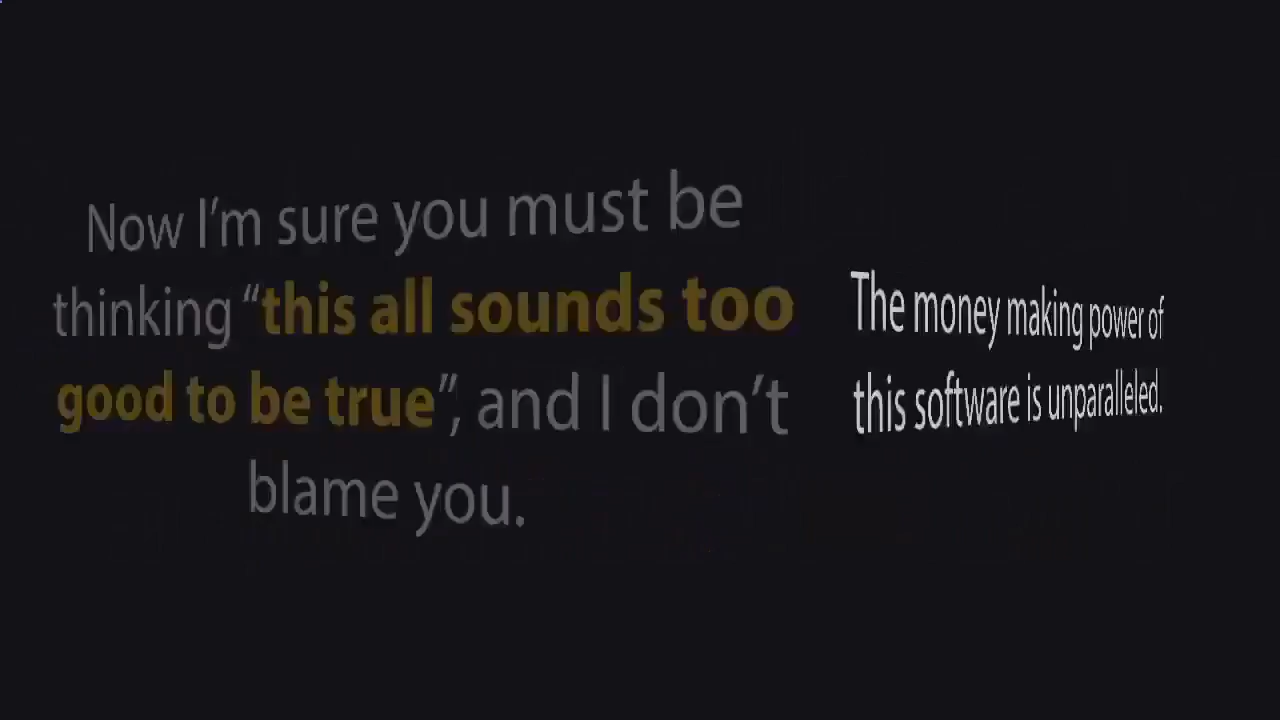 Now I'm sure you must be
thinking “this all sounds too
good to be true”, and I don't
blame you.
The money making power of
this software is unparalleled.